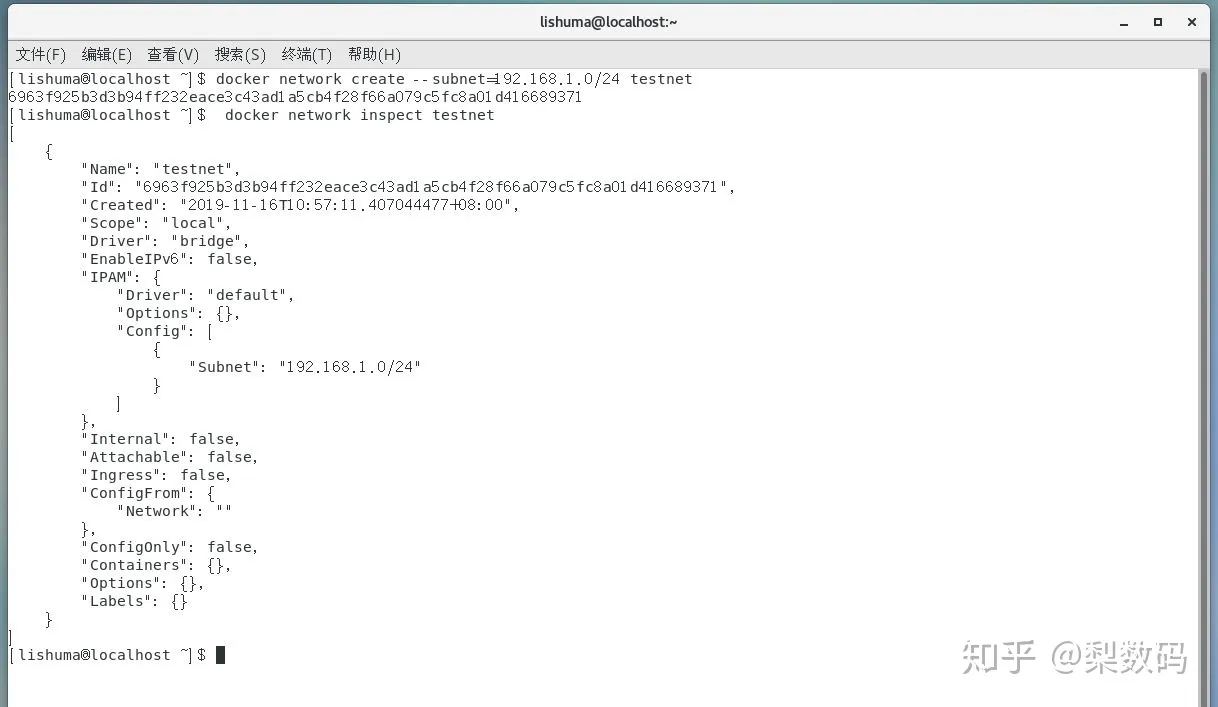 lishuma@localhost:~
文件(F) 编辑(E) 查看(V) 搜索(S) 终端(T) 帮助(H)
[lishuma@localhost ~]$ docker network create --subnet=192.168.1.0/24 testnet
6963f925b3d3b94ff232eace3c43ad1a5cb4f28f66a079c5fc8a01d416689371
[lishuma@localhost ~]$  docker network inspect testnet
[
    {
        "Name": "testnet",
        "Id": "6963f925b3d3b94ff232eace3c43ad1a5cb4f28f66a079c5fc8a01d416689371",
        "Created": "2019-11-16T10:57:11.407044477+08:00",
        "Scope": "local",
        "Driver": "bridge",
        "EnableIPv6": false,
        "IPAM": {
            "Driver": "default",
            "Options": {},
            "Config": [
                {
                    "Subnet": "192.168.1.0/24"
                }
            ]
        },
        "Internal": false,
        "Attachable": false,
        "Ingress": false,
        "ConfigFrom": {
            "Network": ""
        },
        "ConfigOnly": false,
        "Containers": {},
        "Options": {},
        "Labels": {}
    }
]
[lishuma@localhost ~]$
知乎 @梨数码